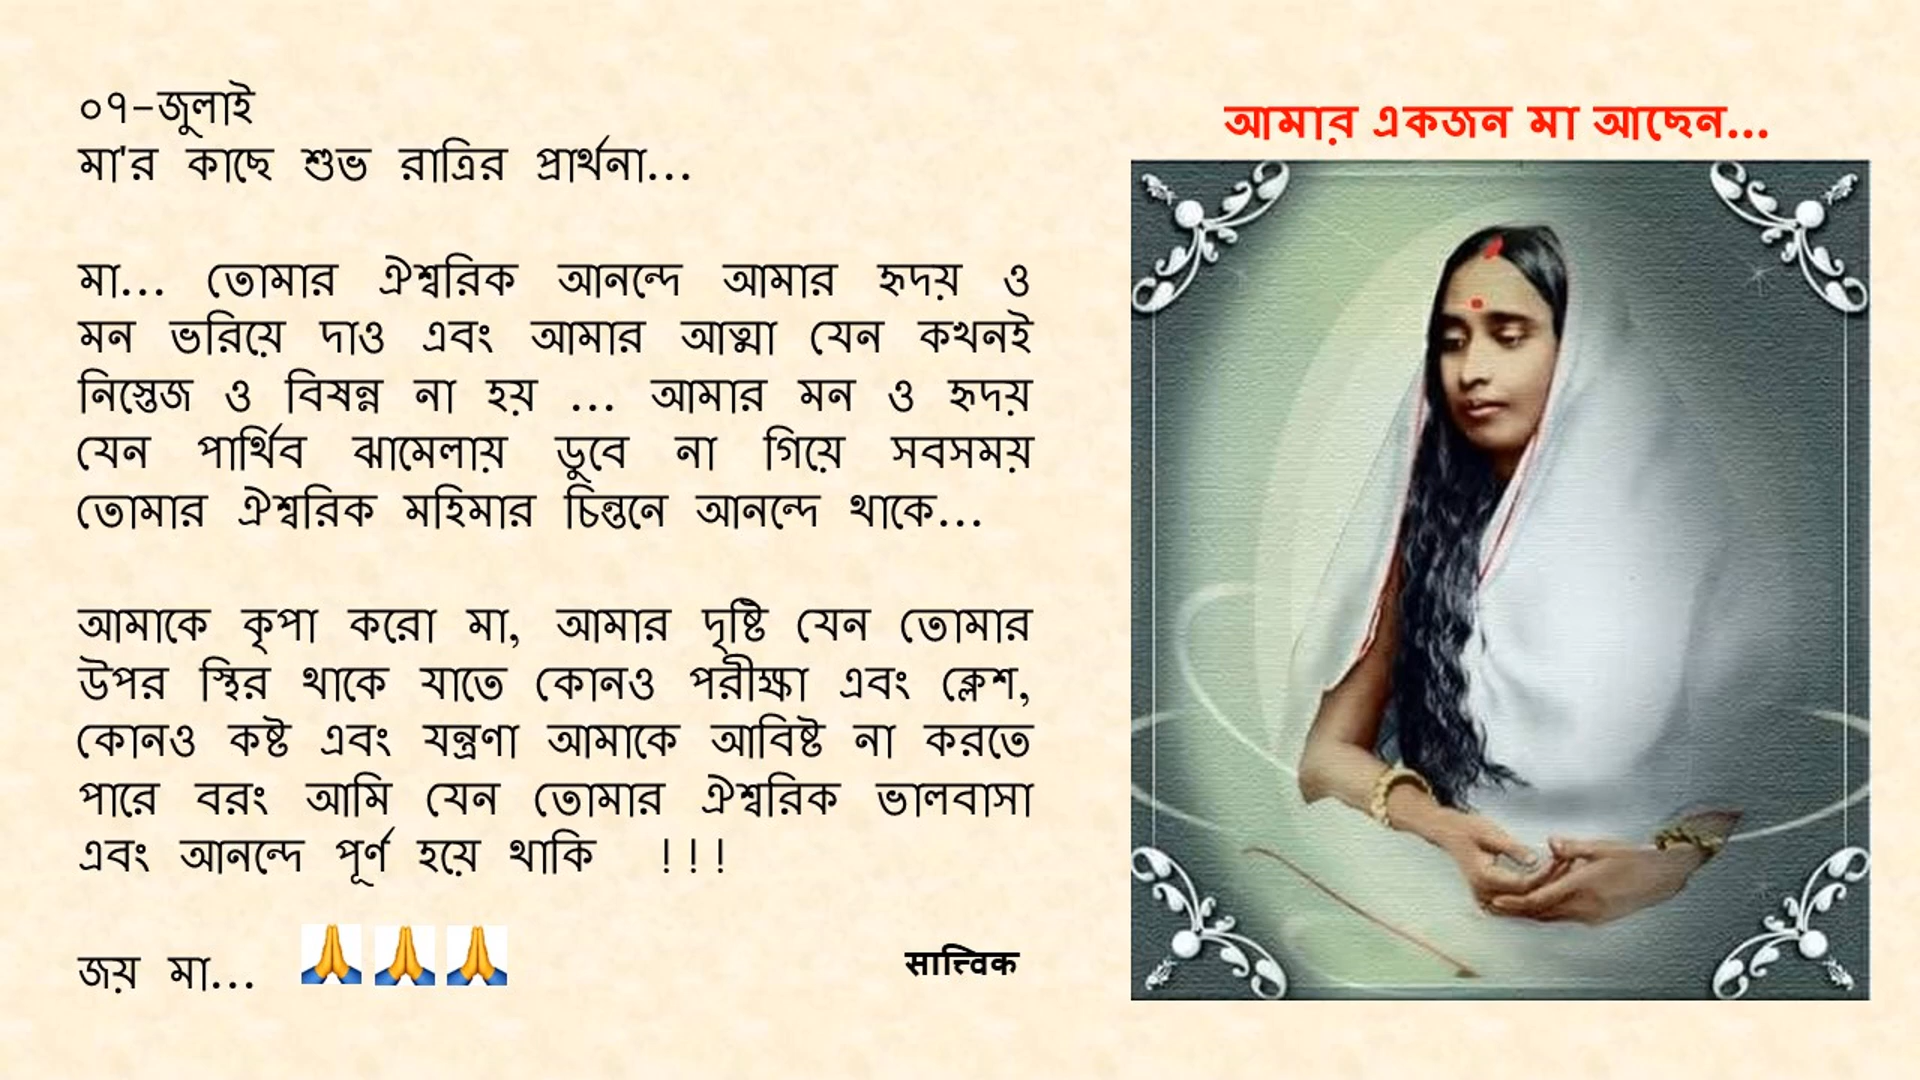 ০৭–জুলাই
মা'র কাছে শুভ রাত্রির প্রার্থনা...
মা... তোমার ঐশ্বরিক আনন্দে আমার হৃদয় ও
মন ভরিয়ে দাও এবং আমার আত্মা যেন কখনই
নিস্তেজ ও বিষন্ন না হয় ... আমার মন ও হৃদয়
যেন পার্থিব ঝামেলায় ডুবে না গিয়ে সবসময়
তোমার ঐশ্বরিক মহিমার চিন্তনে আনন্দে থাকে...
আমাকে কৃপা করো মা, আমার দৃষ্টি যেন তোমার
উপর স্থির থাকে যাতে কোনও পরীক্ষা এবং ক্লেশ,
কোনও কষ্ট এবং যন্ত্রণা আমাকে আবিষ্ট না করতে
পারে বরং আমি যেন তোমার ঐশ্বরিক ভালবাসা
এবং আনন্দে পূর্ণ হয়ে থাকি !!!
জয় মা... 🙏🙏🙏
सात्त्विक
আমার একজন মা আছেন...